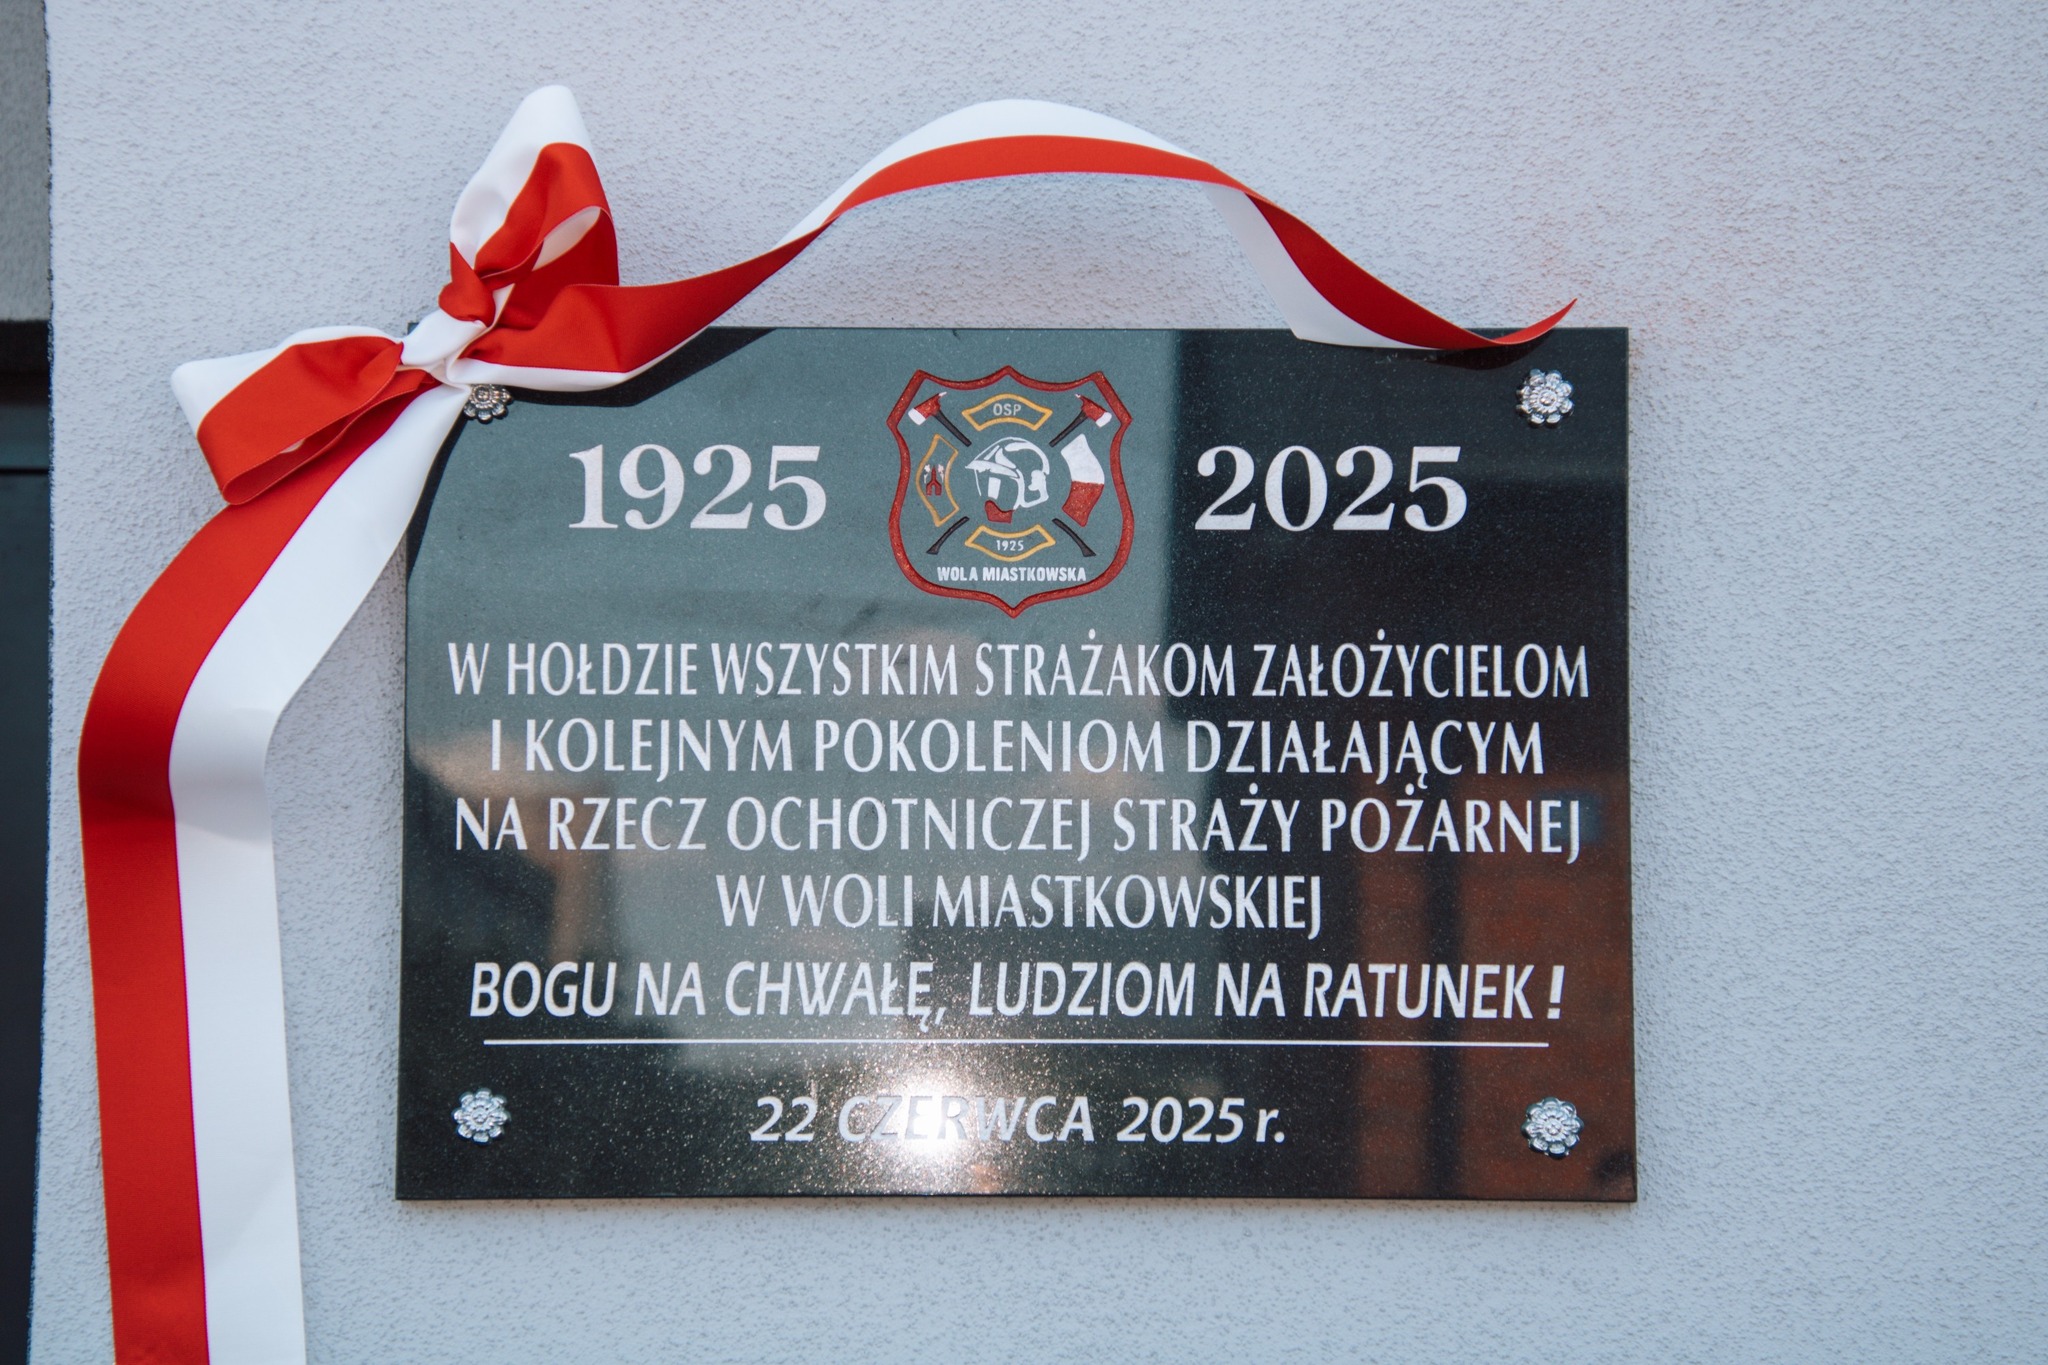 1925 2025
OSP
1925
WOLA MIASTKOWSKA
W HOŁDZIE WSZYSTKIM STRAŻAKOM ZAŁOŻYCIELOM
I KOLEJNYM POKOLENIOM DZIAŁAJĄCYM
NA RZECZ OCHOTNICZEJ STRAŻY POŻARNEJ
W WOLI MIASTKOWSKIEJ
BOGU NA CHWAŁĘ, LUDZIOM NA RATUNEK !
22 CZERWCA 2025 r.